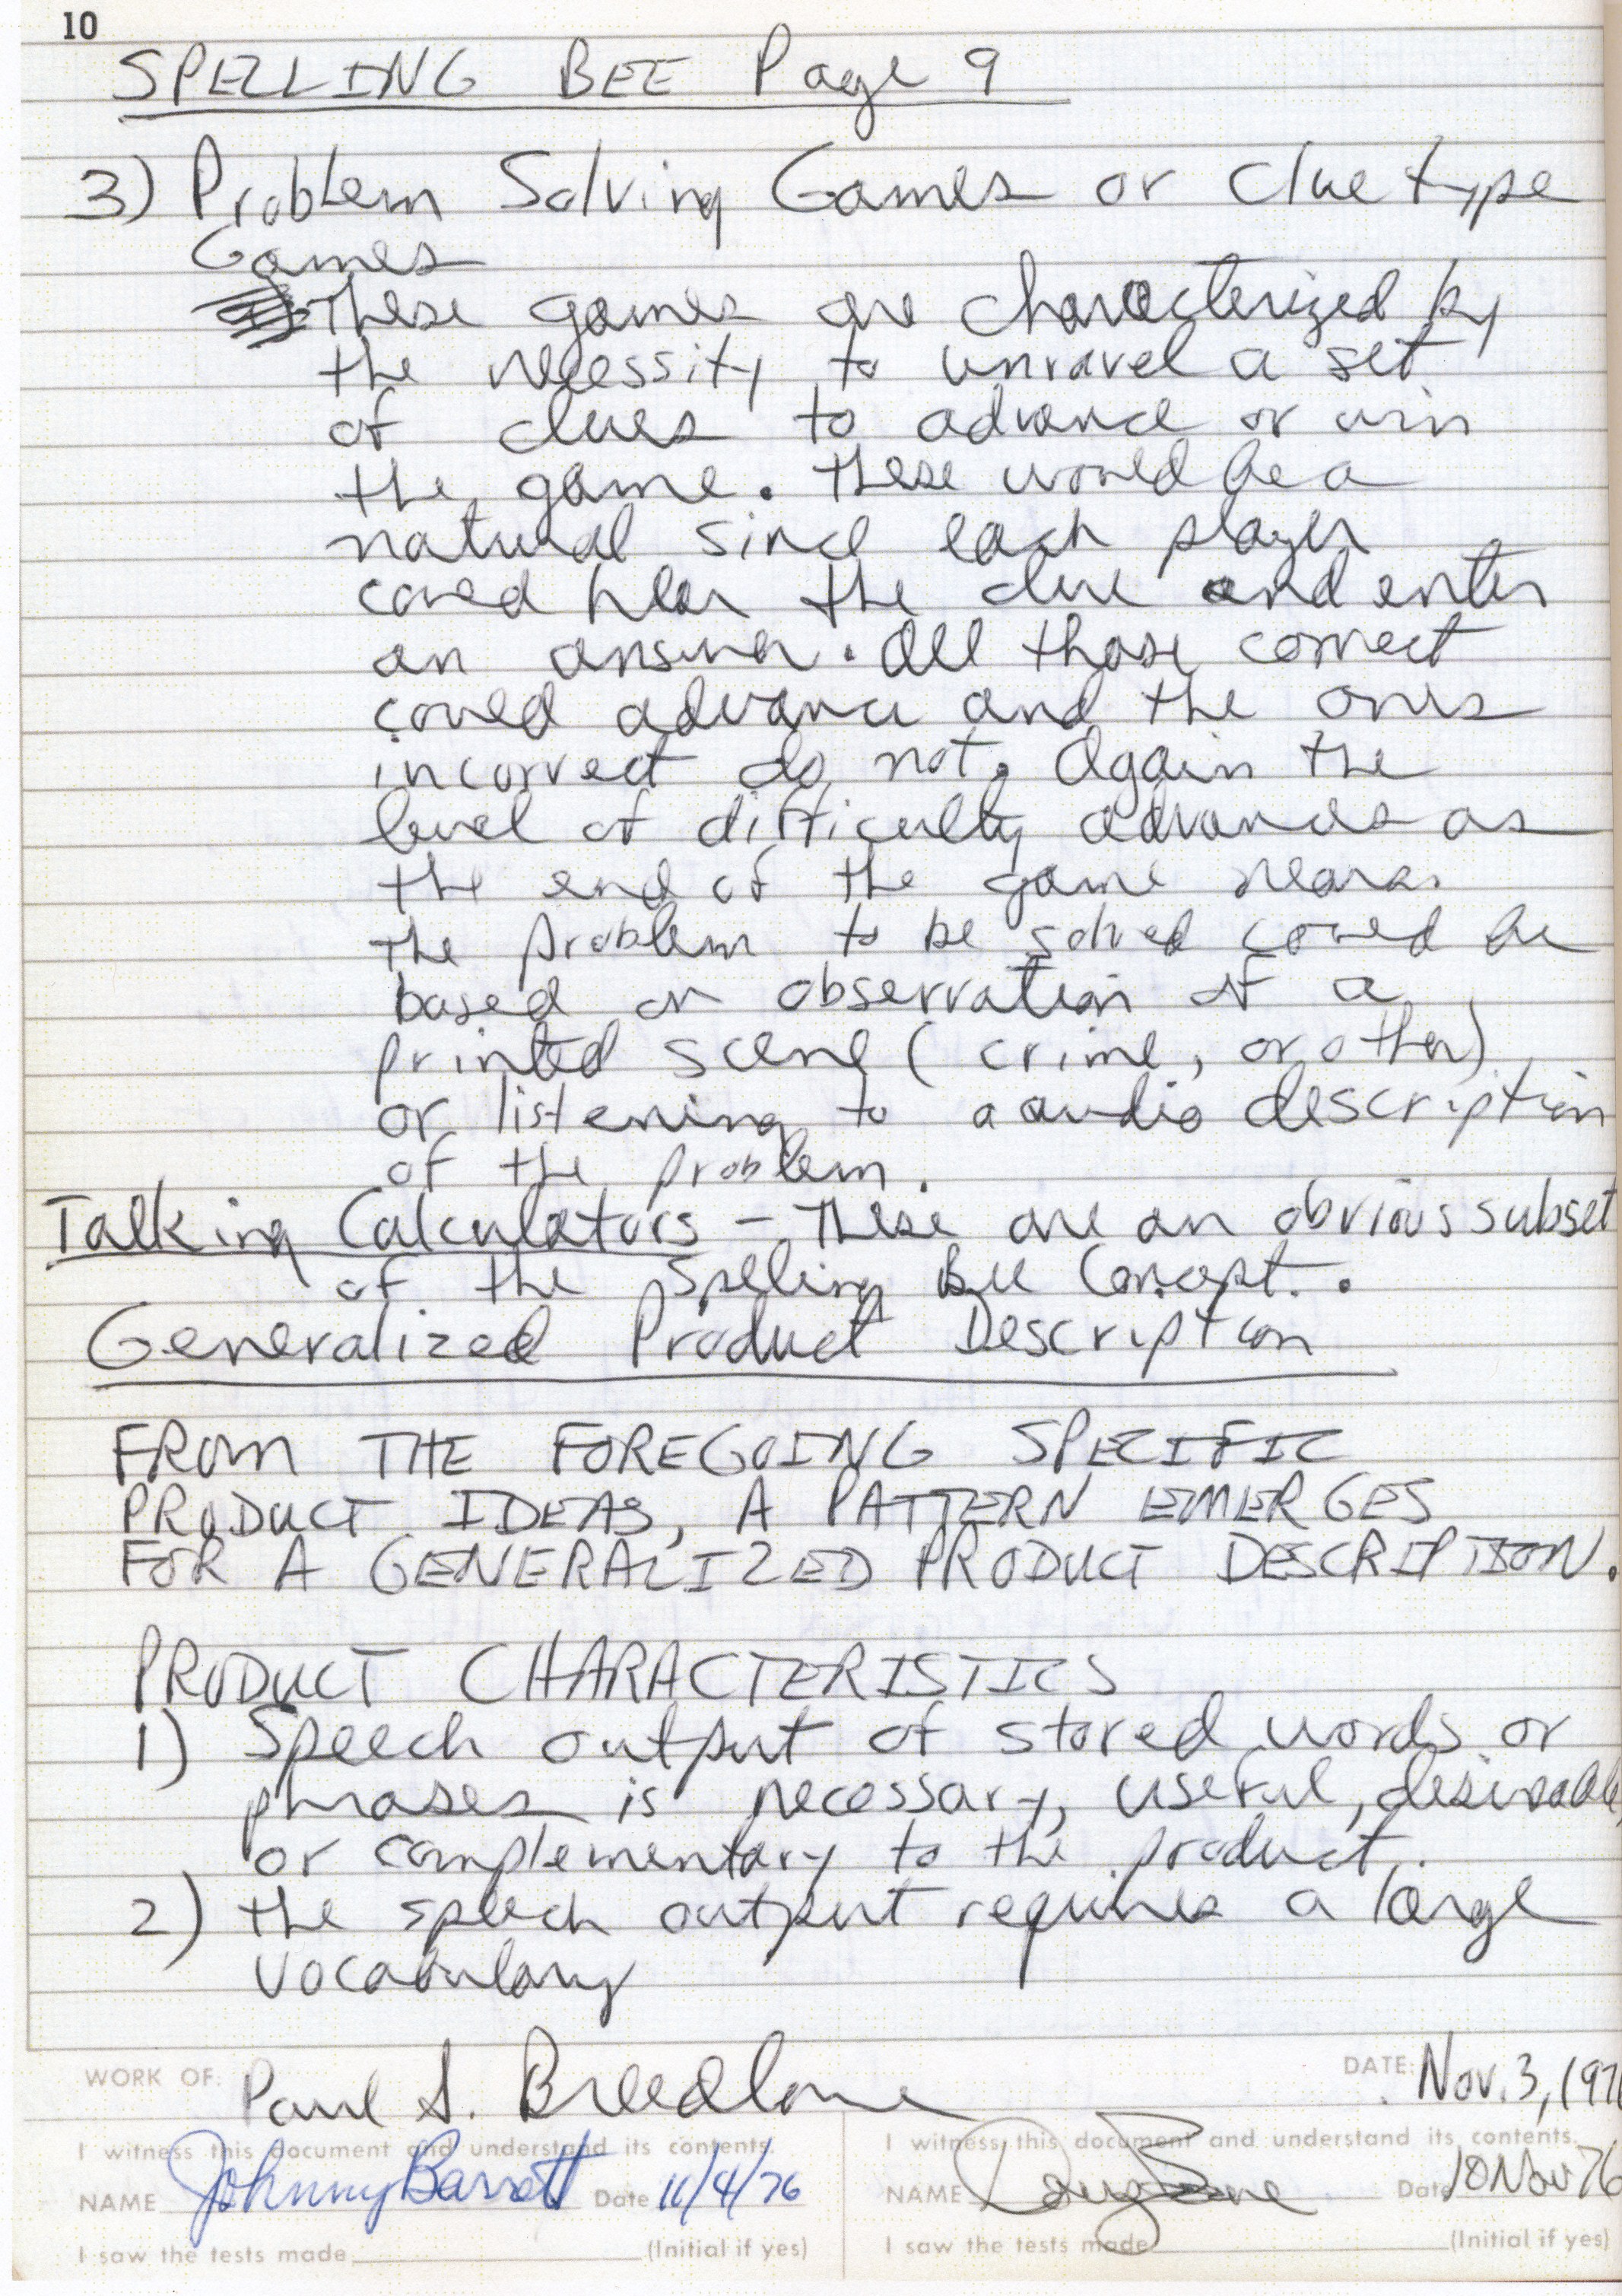 10
SPELLING BEE Page 9
3) Problem Solving Games or Clue type
Games
These games are characterized by
the necessity to unravel a set
of clues to advance or win
the game. These would be a
natural since each player
could hear the clue and enter
an answer. All those correct
could advance and the ones
incorrect do not. Again the
level of difficulty advances as
the end of the game nears.
The problem to be solved could be
based on observation of a
printed scene (crime, or other)
or listening to a audio description
of the problem.
Talking Calculators - These are an obvious subset
of the Spelling Bee Concept.
Generalized Product Description
FROM THE FOREGOING SPECIFIC
PRODUCT IDEAS, A PATTERN EMERGES
FOR A GENERALIZED PRODUCT DESCRIPTION.
PRODUCT CHARACTERISTICS
1) Speech output of stored words or
phrases is necessary, useful, desirable,
or complementary to the product.
2) The speech output requires a large
vocabulary
WORK OF: Paul S. Breedlove DATE: Nov. 3, 1976
I witness this document and understand its contents. I witness this document and understand its contents.
NAME Johnny Barrett Date 11/4/76 NAME Date 10 Nov 76
I saw the tests made (Initial if yes) I saw the tests made (Initial if yes)